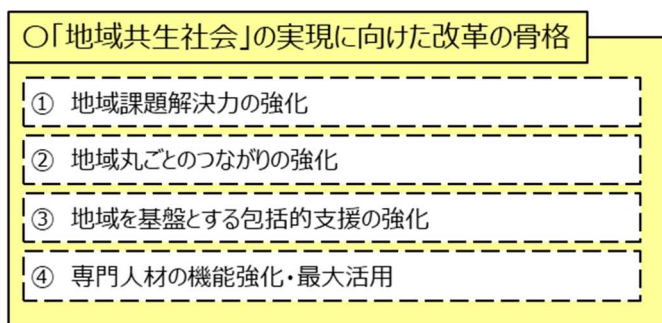 〇「地域共生社会」の実現に向けた改革の骨格
① 地域課題解決力の強化
② 地域丸ごとのつながりの強化
③ 地域を基盤とする包括的支援の強化
④ 専門人材の機能強化・最大活用